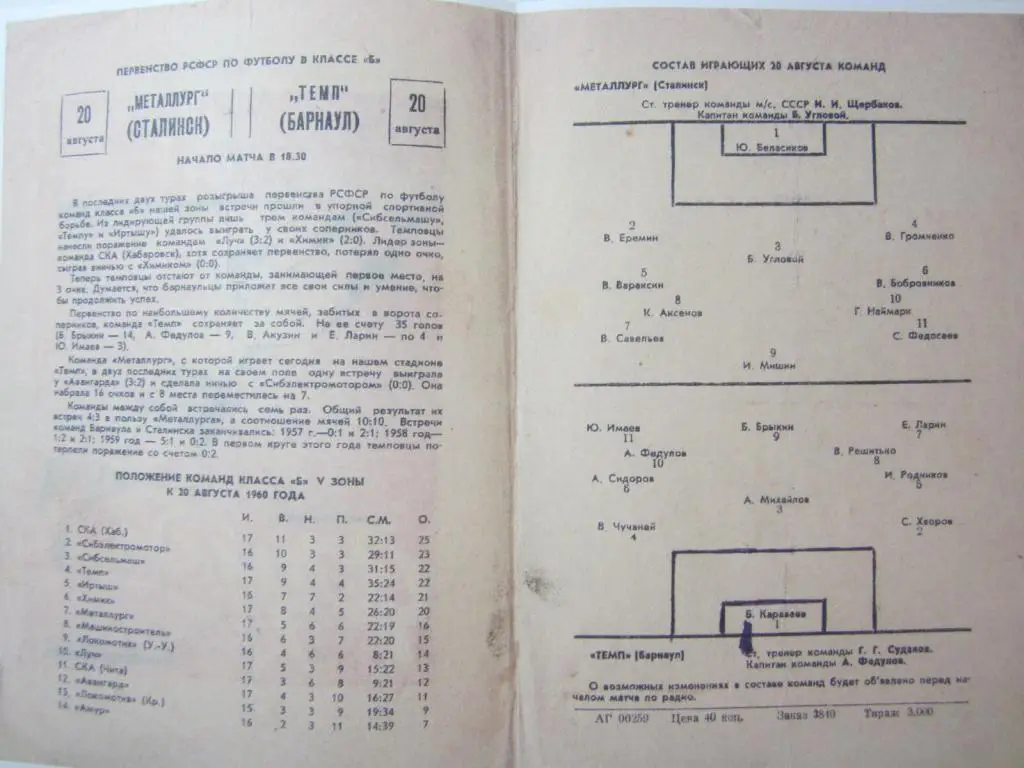 ПЕРВЕНСТВО РСФСР ПО ФУТБОЛУ В КЛАССЕ «Б»
20
августа
„МЕТАЛЛУРГ“
(СТАЛИНСК)
„ТЕМП“
(БАРНАУЛ)
20
августа
НАЧАЛО МАТЧА В 18.30
В последних двух турах розыгрыша первенства РСФСР по футболу
команд класса «Б» нашей зоны встречи прошли в упорной спортивной
борьбе. Из лидирующей группы лишь трем командам («Сибсельмашу»,
«Темпу» и «Иртышу») удалось выиграть у своих соперников. Темповцы
нанесли поражение командам «Луч» (3:2) и «Химик» (2:0). Лидер зоны—
команда СКА (Хабаровск), хотя сохраняет первенство, потерял одно очко,
сыграв вничью с «Химиком» (0:0).
Теперь темповцы отстают от команды, занимающей первое место, на
3 очка. Думается, что барнаульцы приложат все свои силы и умение, что-
бы продолжить успех.
Первенство по наибольшему количеству мячей, забитых в ворота со-
перников, команда «Темп» сохраняет за собой. На ее счету 35 голов
(Б. Брыкин — 14, А. Федулов — 9, В. Акузин и Е. Ларин — по 4 и
Ю. Имаев — 3).
Команда «Металлург», с которой играет сегодня на нашем стадионе
«Темп», в двух последних турах на своем поле одну встречу выиграла
у «Авангарда» (3:2) и сделала ничью с «Сибэлектромотором» (0:0). Она
набрала 16 очков и с 8 места переместилась на 7.
Команды между собой встречались семь раз. Общий результат их
встреч 4:3 в пользу «Металлурга», а соотношение мячей 10:10. Встречи
команд Барнаула и Сталинска заканчивались: 1957 г.—0:1 и 2:1; 1958 год—
1:2 и 2:1; 1959 год — 5:1 и 0:2. В первом круге этого года темповцы по-
терпели поражение со счетом 0:2.
ПОЛОЖЕНИЕ КОМАНД КЛАССА «Б» V ЗОНЫ
К 20 АВГУСТА 1960 ГОДА
И. В. Н. П. С.М. О.
1. СКА (Хаб.) 17 11 3 3 32:13 25
2. «Сибэлектромотор» 16 10 3 3 29:11 23
3. «Сибсельмаш» 16 9 4 3 31:15 22
4. «Темп» 17 9 4 4 35:24 22
5. «Иртыш» 16 7 7 2 22:14 21
6. «Химик» 17 8 4 5 26:20 20
7. «Металлург» 17 5 6 6 22:19 16
8. «Машиностроитель» 16 6 3 7 22:20 15
9. «Локомотив» (У.-У.) 16 4 6 6 8:21 14
10. «Луч» 17 5 3 9 15:22 13
11. СКА (Чита) 17 3 6 8 9:21 12
12. «Авангард» 17 4 3 10 16:27 11
13. «Локомотив» (Кр.) 15 3 3 9 19:34 9
14. «Амур» 16 2 3 11 14:39 7
СОСТАВ ИГРАЮЩИХ 20 АВГУСТА КОМАНД
«МЕТАЛЛУРГ» (Сталинск)
Ст. тренер команды м/с, СССР И. И. Щербаков.
Капитан команды Б. Угловой.
1
Ю. Беласиков
2
В. Еремин
4
В. Громченко
3
Б. Угловой
5
В. Вараксин
6
В. Бобровников
8
К. Аксенов
10
Г. Наймарк
7
В. Савельев
11
С. Федосеев
9
И. Мишин
Ю. Имаев
11
Б. Брыкин
9
Е. Ларин
7
А. Федулов
10
В. Решитько
8
А. Сидоров
6
И. Родников
5
А. Михайлов
3
В. Чучанай
4
С. Хворов
2
Б. Караваев
1
«ТЕМП» (Барнаул)
Ст. тренер команды Г. Г. Судаков.
Капитан команды А. Федулов.
О возможных изменениях в составе команд будет об'явлено перед на-
чалом матча по радио.
АГ 00259 Цена 40 коп. Заказ 3840 Тираж 3.000